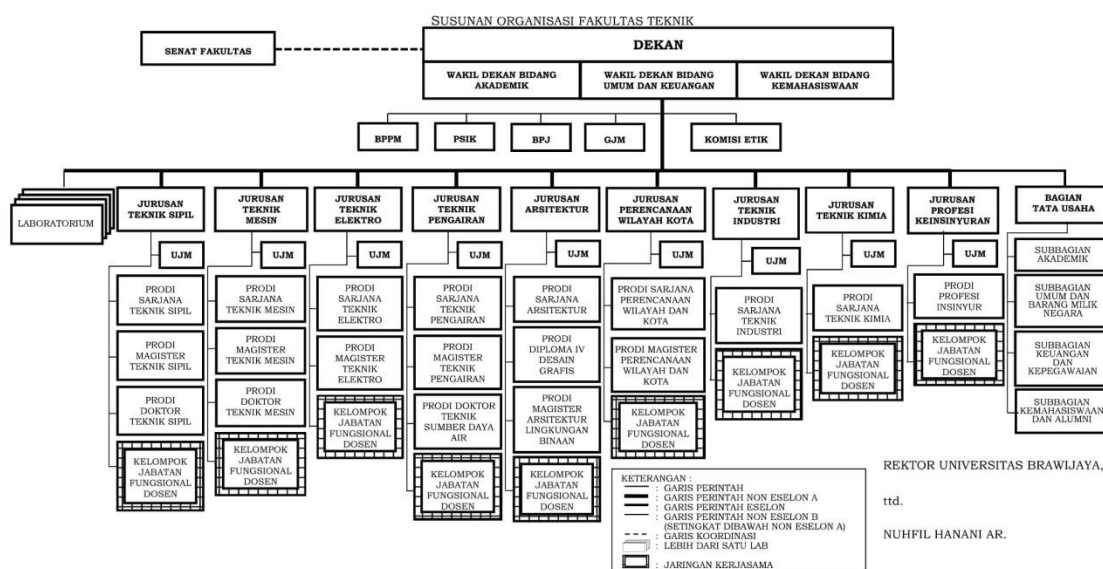 SUSUNAN ORGANISASI FAKULTAS TEKNIK
SENAT FAKULTAS
DEKAN
WAKIL DEKAN BIDANG
AKADEMIK
WAKIL DEKAN BIDANG
UMUM DAN KEUANGAN
WAKIL DEKAN BIDANG
KEMAHASISWAAN
BPPM
PSIK
BPJ
GJM
KOMISI ETIK
LABORATORIUM
JURUSAN
TEKNIK SIPIL
UJM
PRODI
SARJANA
TEKNIK SIPIL
PRODI
MAGISTER
TEKNIK SIPIL
PRODI
DOKTOR
TEKNIK SIPIL
KELOMPOK
JABATAN
FUNGSIONAL
DOSEN
JURUSAN
TEKNIK
MESIN
UJM
PRODI
SARJANA
TEKNIK MESIN
PRODI
MAGISTER
TEKNIK MESIN
PRODI
DOKTOR
TEKNIK MESIN
KELOMPOK
JABATAN
FUNGSIONAL
DOSEN
JURUSAN
TEKNIK
ELEKTRO
UJM
PRODI
SARJANA
TEKNIK
ELEKTRO
PRODI
MAGISTER
TEKNIK
ELEKTRO
KELOMPOK
JABATAN
FUNGSIONAL
DOSEN
JURUSAN
TEKNIK
PENGAIRAN
UJM
PRODI
SARJANA
TEKNIK
PENGAIRAN
PRODI
MAGISTER
TEKNIK
PENGAIRAN
PRODI DOKTOR
TEKNIK
SUMBER DAYA
AIR
KELOMPOK
JABATAN
FUNGSIONAL
DOSEN
JURUSAN
ARSITEKTUR
UJM
PRODI
SARJANA
ARSITEKTUR
PRODI
DIPLOMA IV
DESAIN
GRAFIS
PRODI
MAGISTER
ARSITEKTUR
LINGKUNGAN
BINAAN
KELOMPOK
JABATAN
FUNGSIONAL
DOSEN
JURUSAN
PERENCANAAN
WILAYAH KOTA
UJM
PRODI SARJANA
PERENCANAAN
WILAYAH DAN
KOTA
PRODI MAGISTER
PERENCANAAN
WILAYAH DAN
KOTA
KELOMPOK
JABATAN
FUNGSIONAL
DOSEN
JURUSAN
TEKNIK
INDUSTRI
UJM
PRODI
SARJANA
TEKNIK
INDUSTRI
KELOMPOK
JABATAN
FUNGSIONAL
DOSEN
JURUSAN
TEKNIK KIMIA
UJM
PRODI
SARJANA
TEKNIK KIMIA
KELOMPOK
JABATAN
FUNGSIONAL
DOSEN
JURUSAN
PROFESI
KEINSINYURAN
UJM
PRODI
PROFESI
INSINYUR
KELOMPOK
JABATAN
FUNGSIONAL
DOSEN
BAGIAN
TATA USAHA
SUBBAGIAN
AKADEMIK
SUBBAGIAN
UMUM DAN
BARANG MILIK
NEGARA
SUBBAGIAN
KEUANGAN
DAN
KEPEGAWAIAN
SUBBAGIAN
KEMAHASISWAAN
DAN ALUMNI
KETERANGAN :
: GARIS PERINTAH
: GARIS PERINTAH NON ESELON A
: GARIS PERINTAH ESELON
: GARIS PERINTAH NON ESELON B
(SETINGKAT DIBAWAH NON ESELON A)
: GARIS KOORDINASI
: LEBIH DARI SATU LAB
: JARINGAN KERJASAMA
REKTOR UNIVERSITAS BRAWIJAYA,
ttd.
NUHFIL HANANI AR.